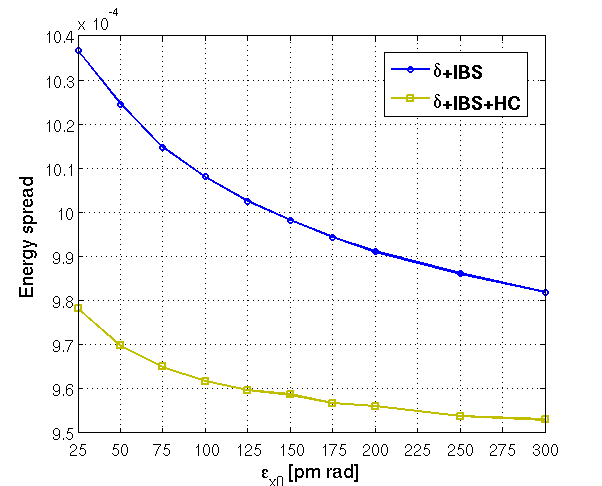 x 10⁻⁴
10.4
10.3
10.2
10.1
10
9.9
9.8
9.7
9.6
9.5
Energy spread
δ+IBS
δ+IBS+HC
25 50 75 100 125 150 175 200 225 250 275 300
εx0 [pm rad]